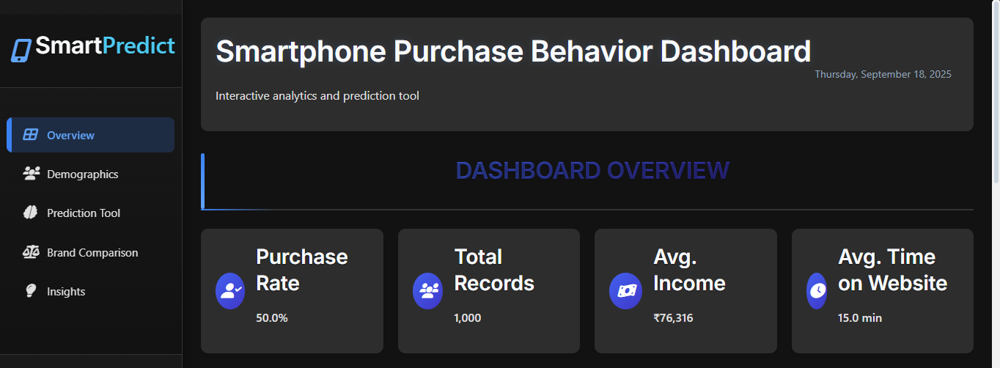 SmartPredict
Overview
Demographics
Prediction Tool
Brand Comparison
Insights
Smartphone Purchase Behavior Dashboard
Thursday, September 18, 2025
Interactive analytics and prediction tool
DASHBOARD OVERVIEW
Purchase
Rate
50.0%
Total
Records
1,000
Avg.
Income
₹76,316
Avg. Time
on Website
15.0 min